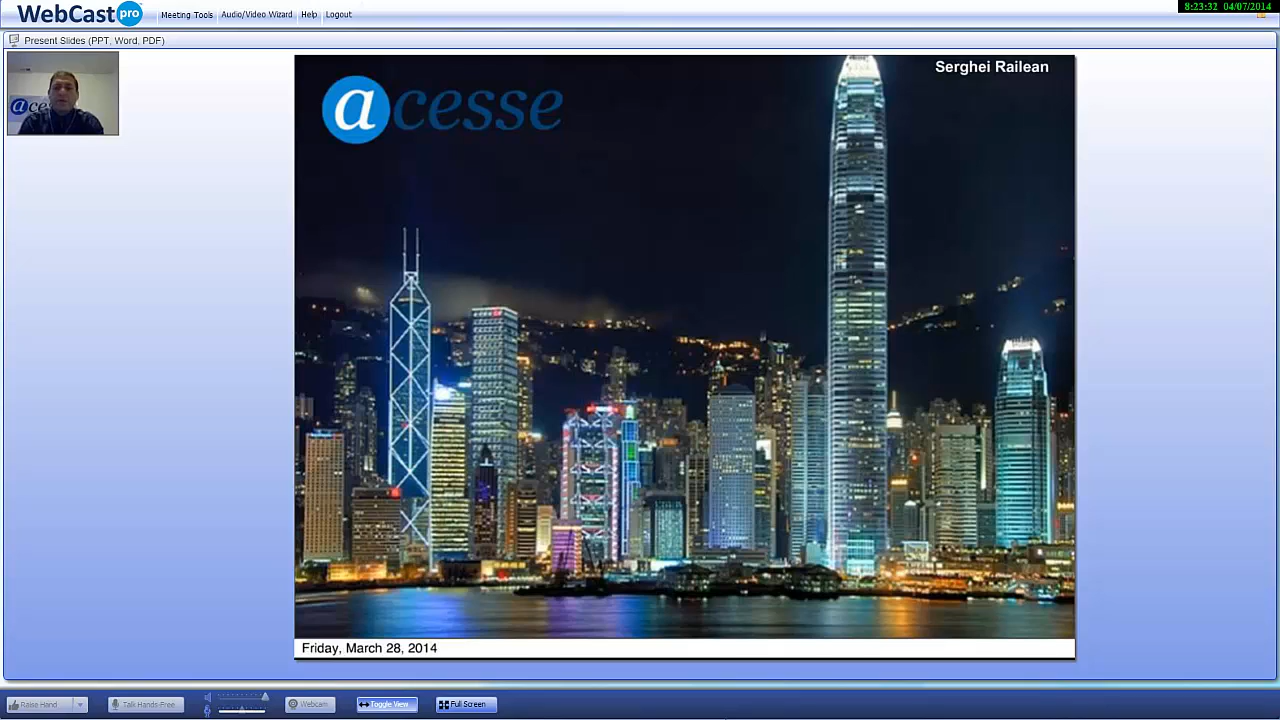 WebCast pro
Meeting Tools Audio/Video Wizard Help Logout
8:23:32 04/07/2014
Present Slides (PPT, Word, PDF)
Serghei Railean
acesse
Friday, March 28, 2014
Raise Hand
Talk Hands-Free
Webcam
Toggle View
Full Screen